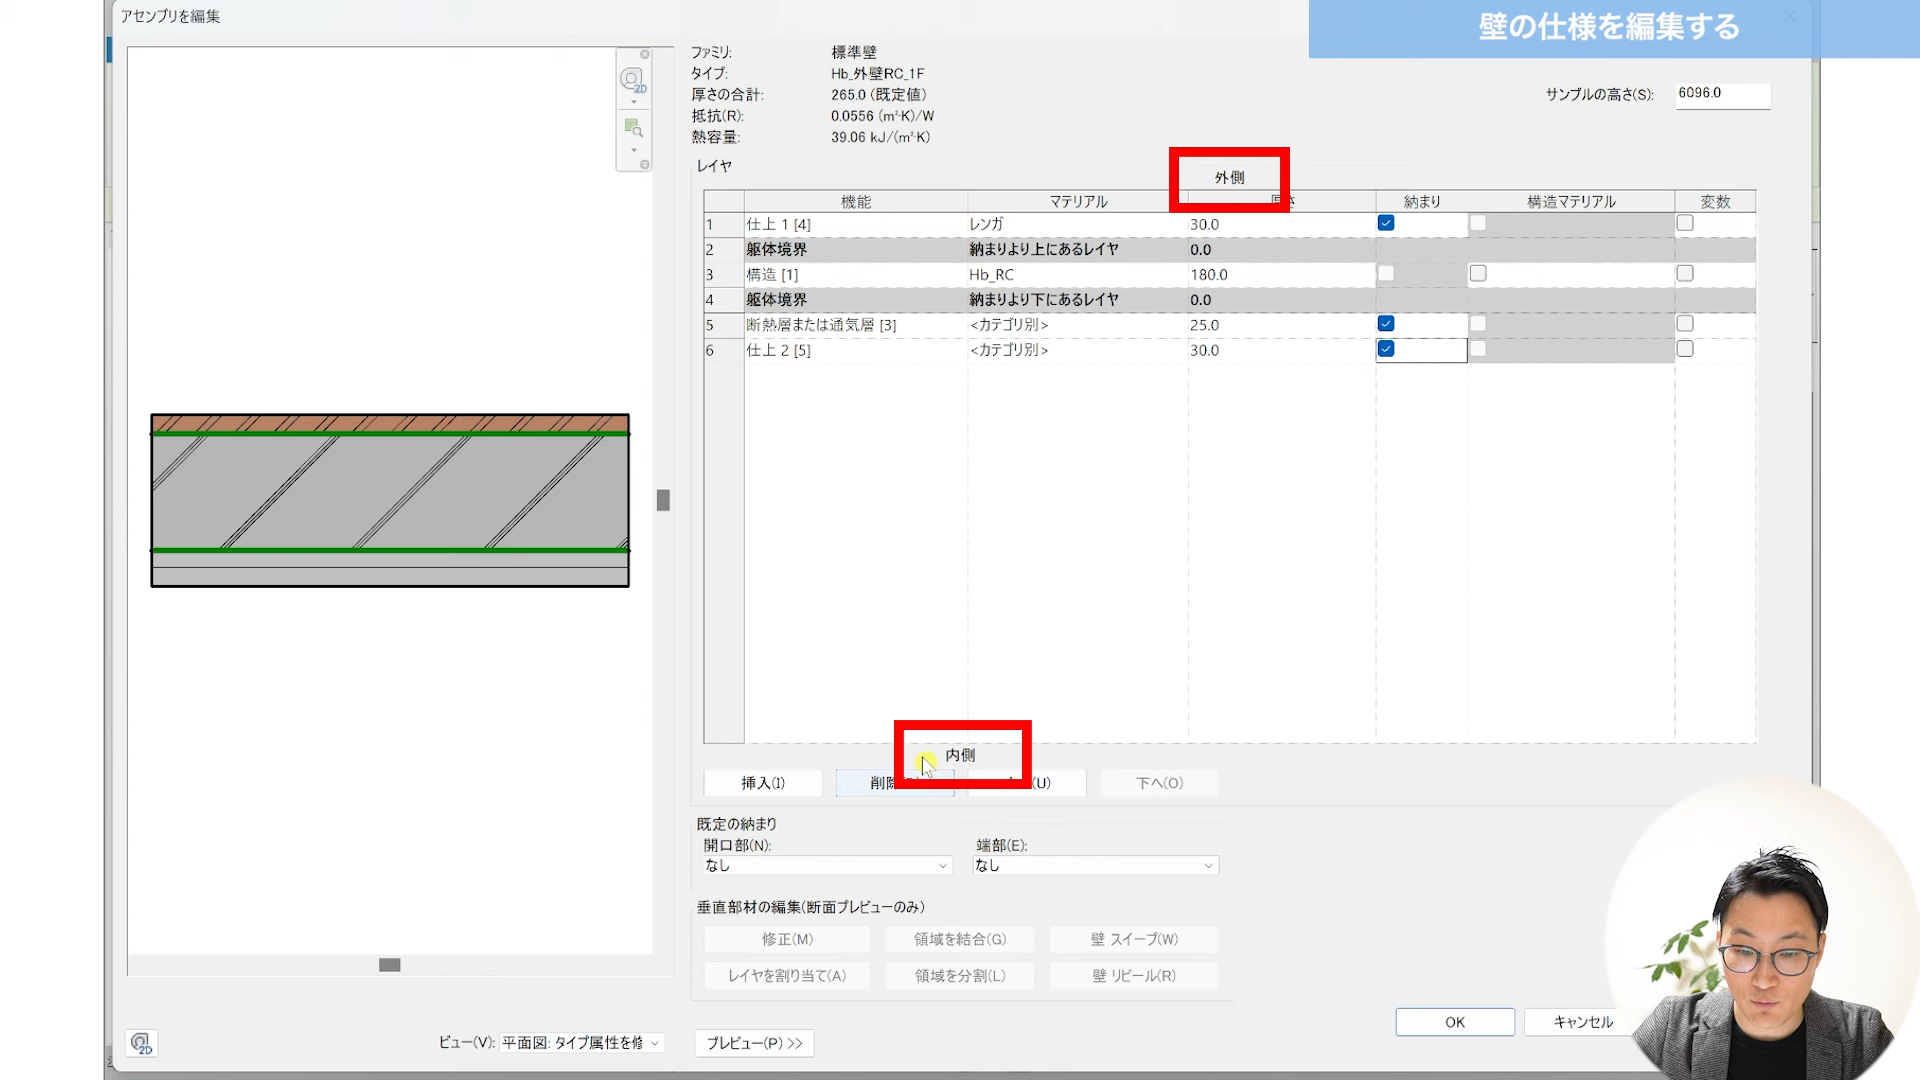 アセンブリを編集
壁の仕様を編集する
ファミリ: 標準壁
タイプ: Hb_外壁RC_1F
厚さの合計: 265.0 (既定値)
サンプルの高さ(S): 6096.0
抵抗(R): 0.0556 (m²·K)/W
熱容量: 39.06 kJ/(m²·K)
レイヤ
外側
機能 マテリアル 納まり 構造マテリアル 変数
1 仕上 1 [4] レンガ 30.0
2 躯体境界 納まりより上にあるレイヤ 0.0
3 構造 [1] Hb_RC 180.0
4 躯体境界 納まりより下にあるレイヤ 0.0
5 断熱層または通気層 [3] <カテゴリ別> 25.0
6 仕上 2 [5] <カテゴリ別> 30.0
内側
挿入(I) 削除 (U) 下へ(O)
既定の納まり
開口部(N): 端部(E):
なし なし
垂直部材の編集(断面プレビューのみ)
修正(M) 領域を結合(G) 壁 スイープ(W)
レイヤを割り当て(A) 領域を分割(L) 壁 リビール(R)
OK キャンセル
ビュー(V): 平面図: タイプ属性を修 プレビュー(P) >>
2D
2D